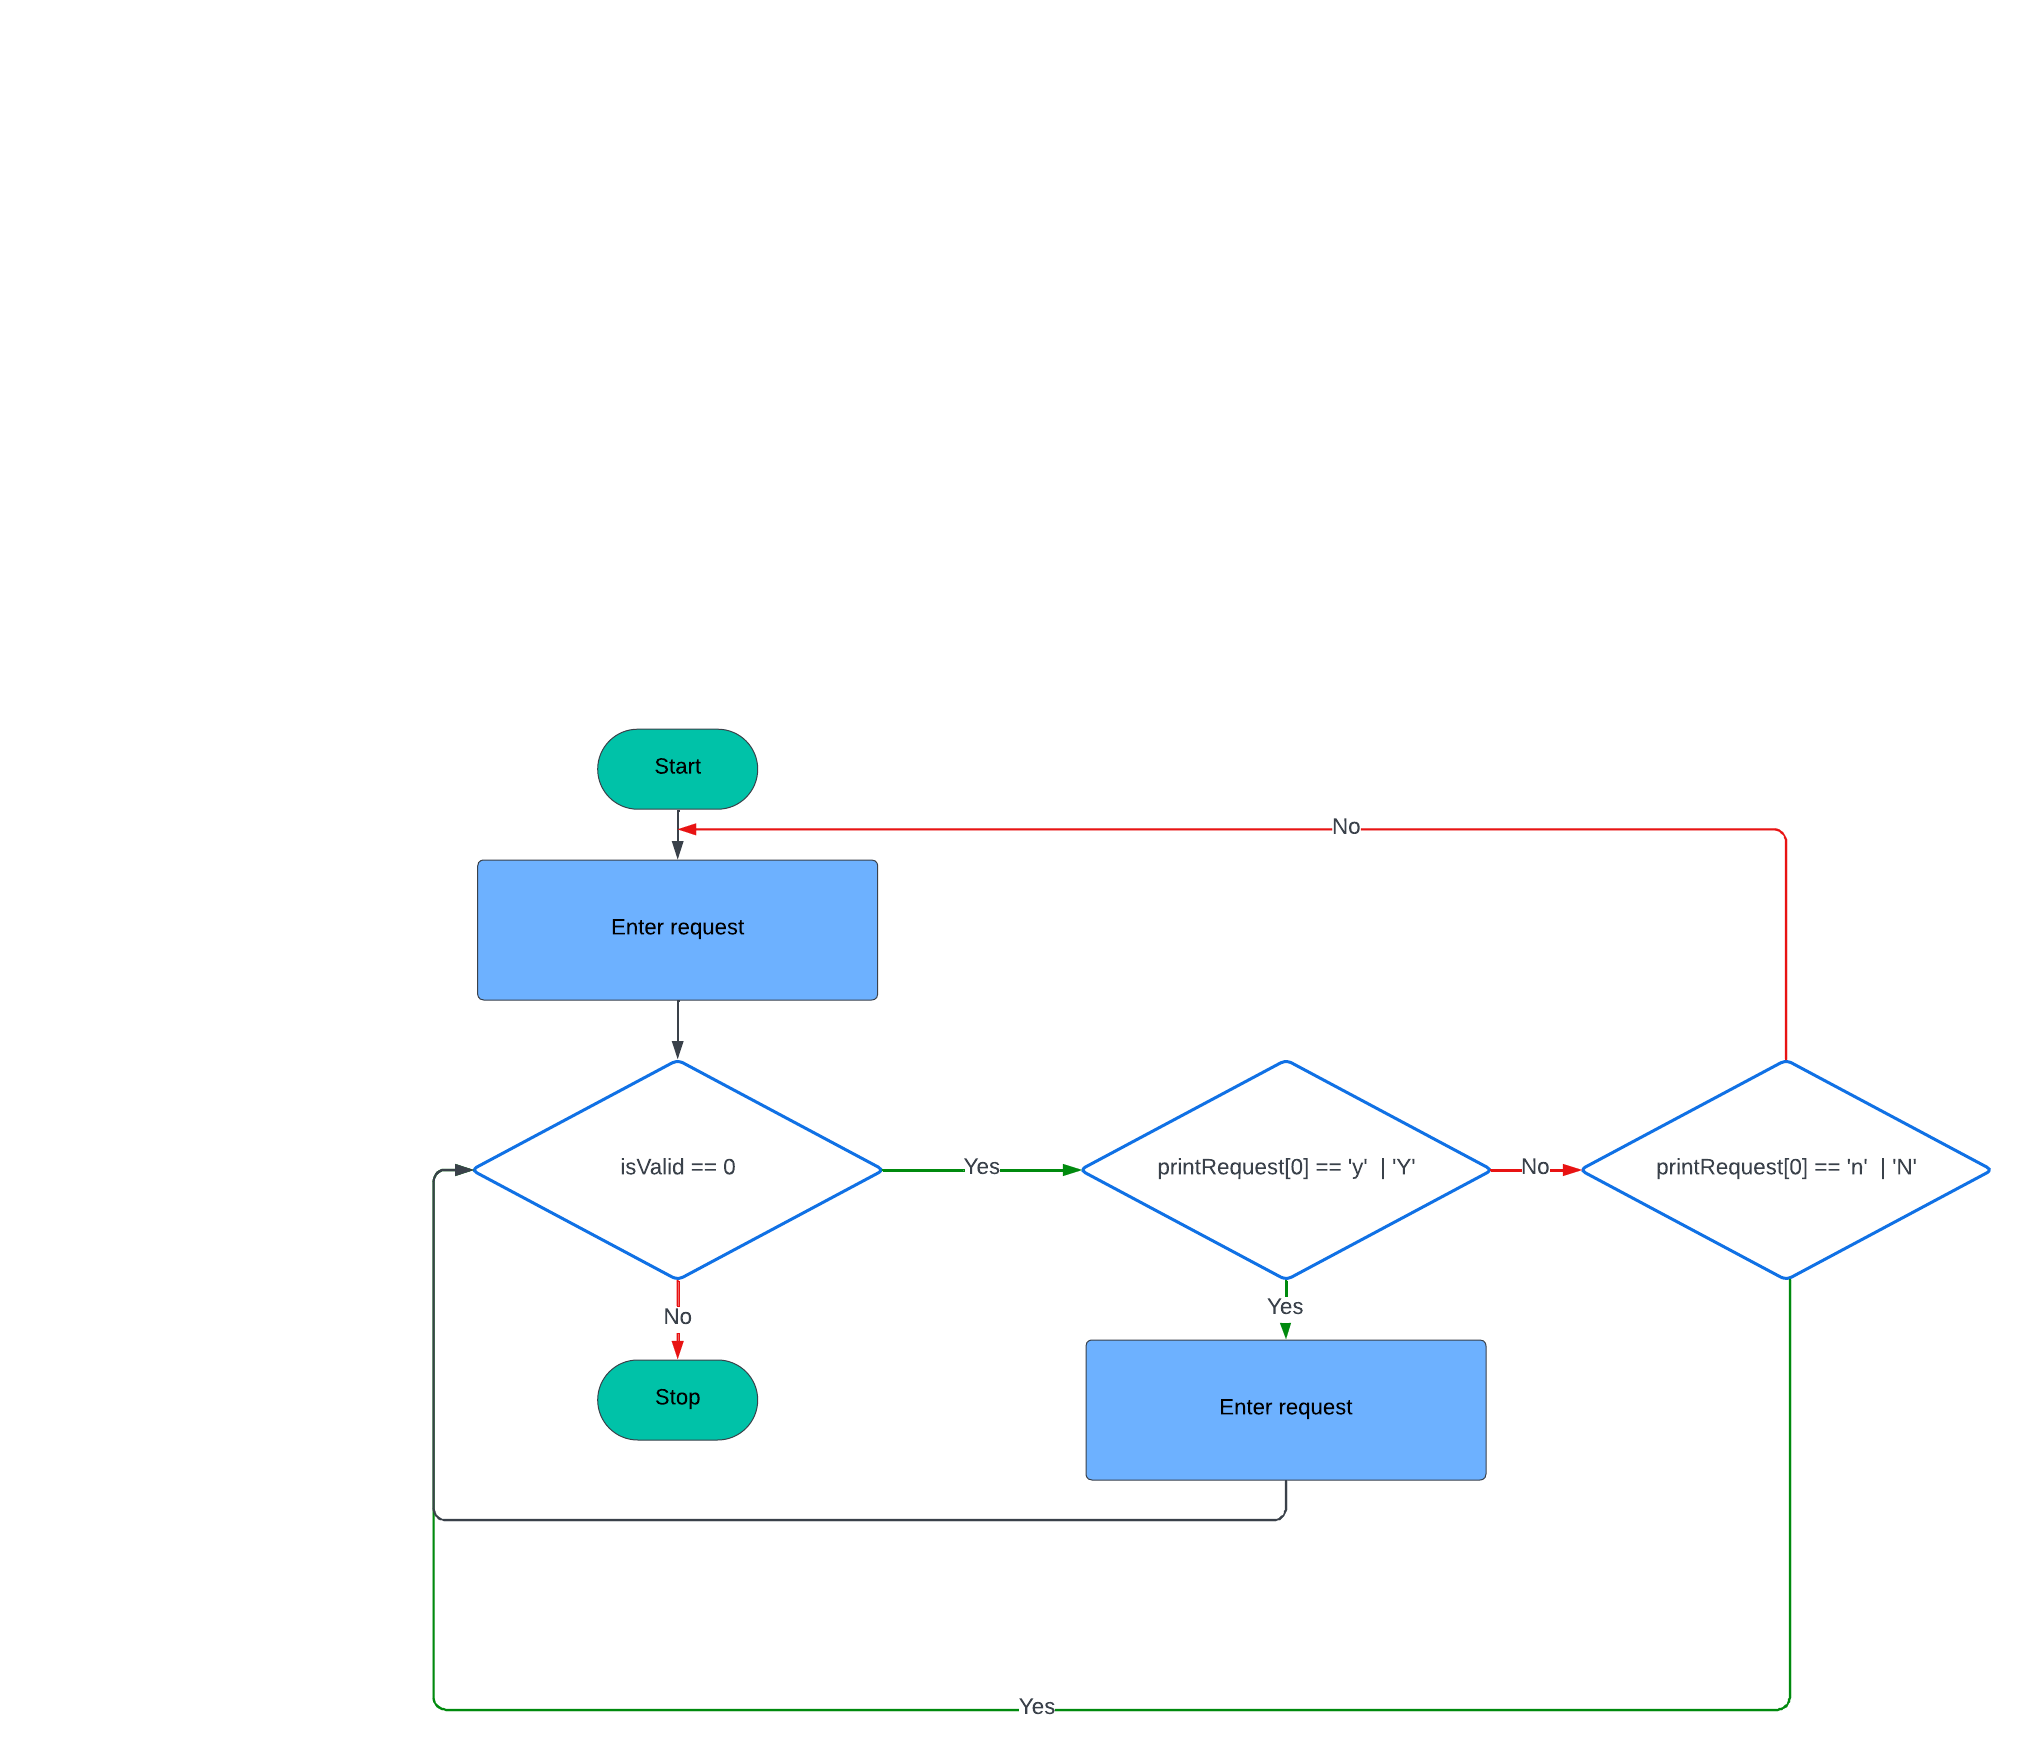 Start
No
Enter request
isValid == 0
Yes
printRequest[0] == 'y'  | 'Y'
No
printRequest[0] == 'n'  | 'N'
No
Yes
Stop
Enter request
Yes